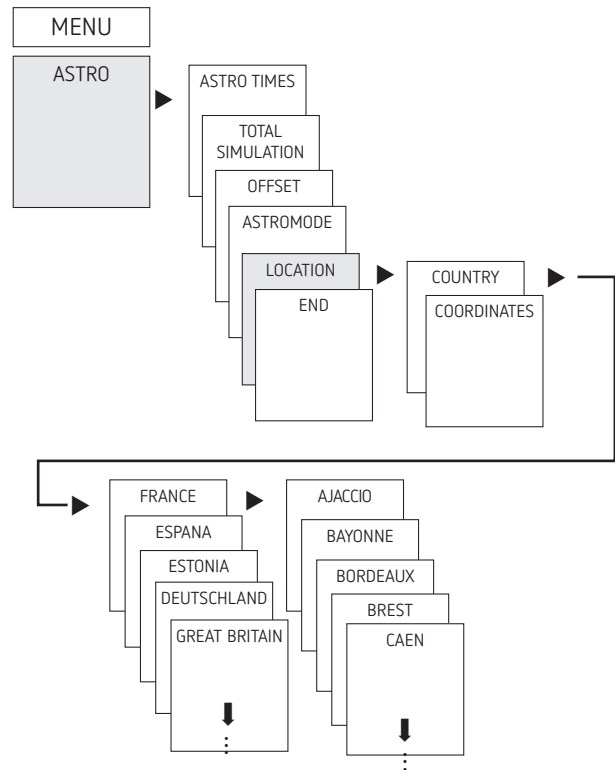 MENU
ASTRO
ASTRO TIMES
TOTAL
SIMULATION
OFFSET
ASTROMODE
LOCATION
END
COUNTRY
COORDINATES
FRANCE
ESPANA
ESTONIA
DEUTSCHLAND
GREAT BRITAIN
AJACCIO
BAYONNE
BORDEAUX
BREST
CAEN